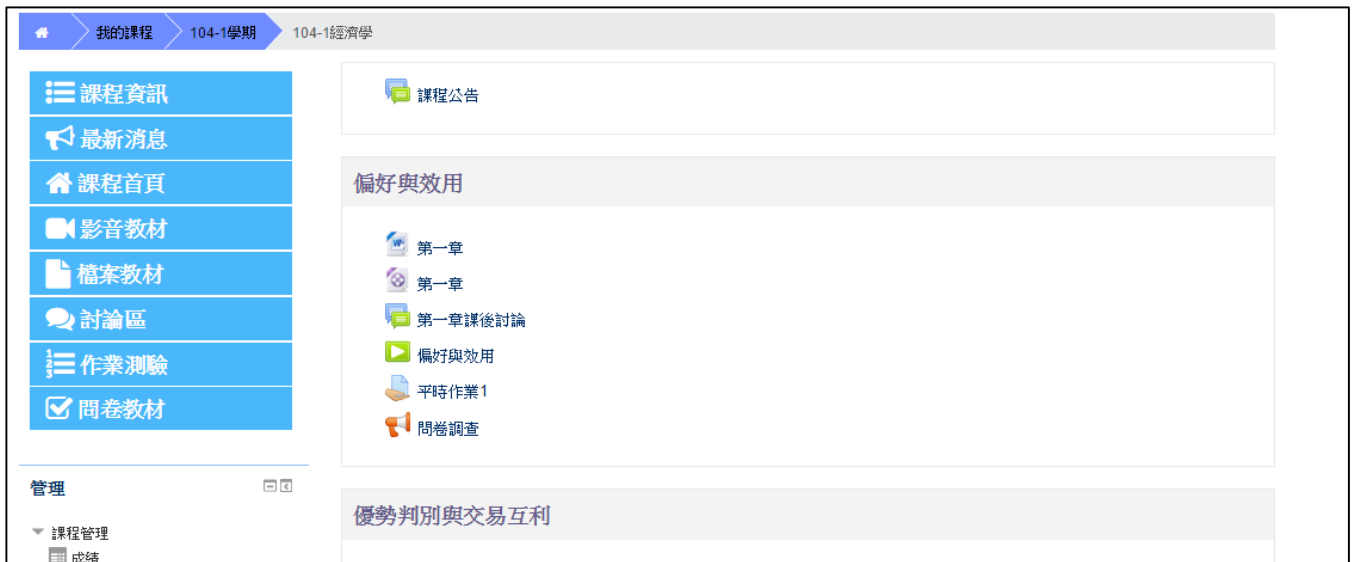 我的課程 104-1學期 104-1經濟學
課程資訊
最新消息
課程首頁
影音教材
檔案教材
討論區
作業測驗
問卷教材
管理
課程管理
成績
課程公告
偏好與效用
第一章
第一章
第一章課後討論
偏好與效用
平時作業1
問卷調查
優勢判別與交易互利